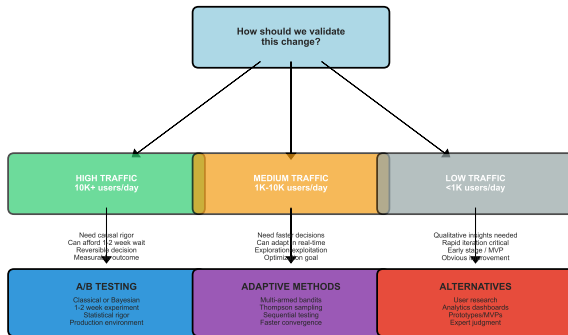 How should we validate
this change?
HIGH TRAFFIC
10K+ users/day
MEDIUM TRAFFIC
1K-10K users/day
LOW TRAFFIC
<1K users/day
Need causal rigor
Can afford 1-2 week wait
Reversible decision
Measurable outcome
Need faster decisions
Can adapt in real-time
Exploration exploitation
Optimization goal
Qualitative insights needed
Rapid iteration critical
Early stage / MVP
Obvious improvement
A/B TESTING
Classical or Bayesian
1-2 week experiment
Statistical rigor
Production environment
ADAPTIVE METHODS
Multi-armed bandits
Thompson sampling
Sequential testing
Faster convergence
ALTERNATIVES
User research
Analytics dashboards
Prototypes/MVPs
Expert judgment